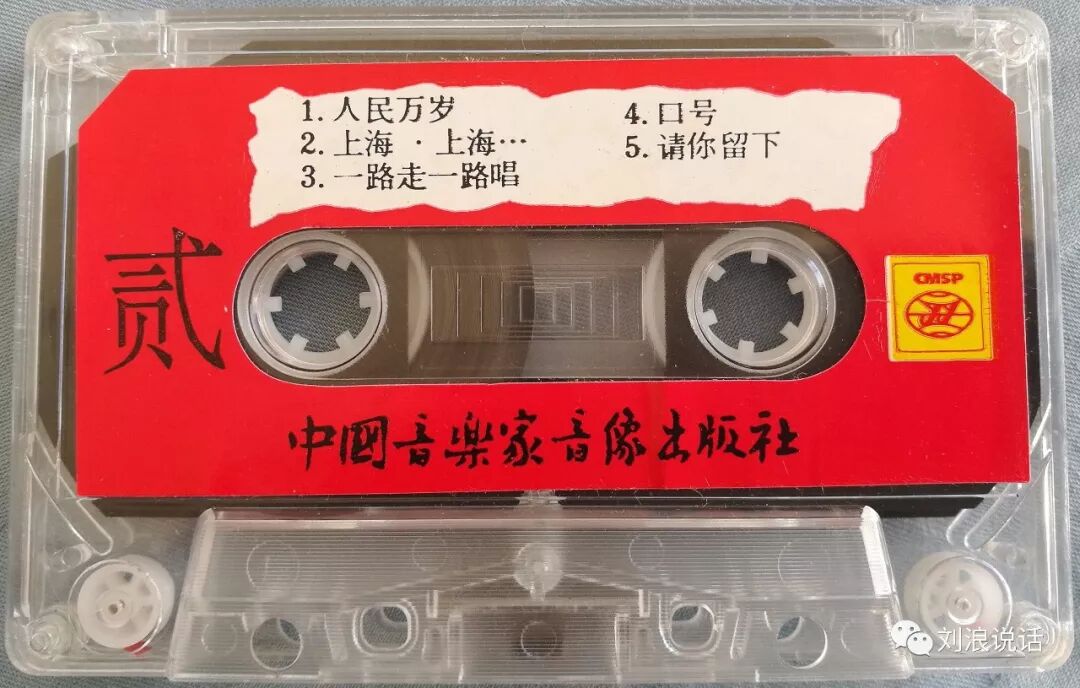 1. 人民万岁
2. 上海 · 上海…
3. 一路走一路唱
4. 口号
5. 请你留下
贰
CMSP
中國音樂家音像出版社
刘浪说话